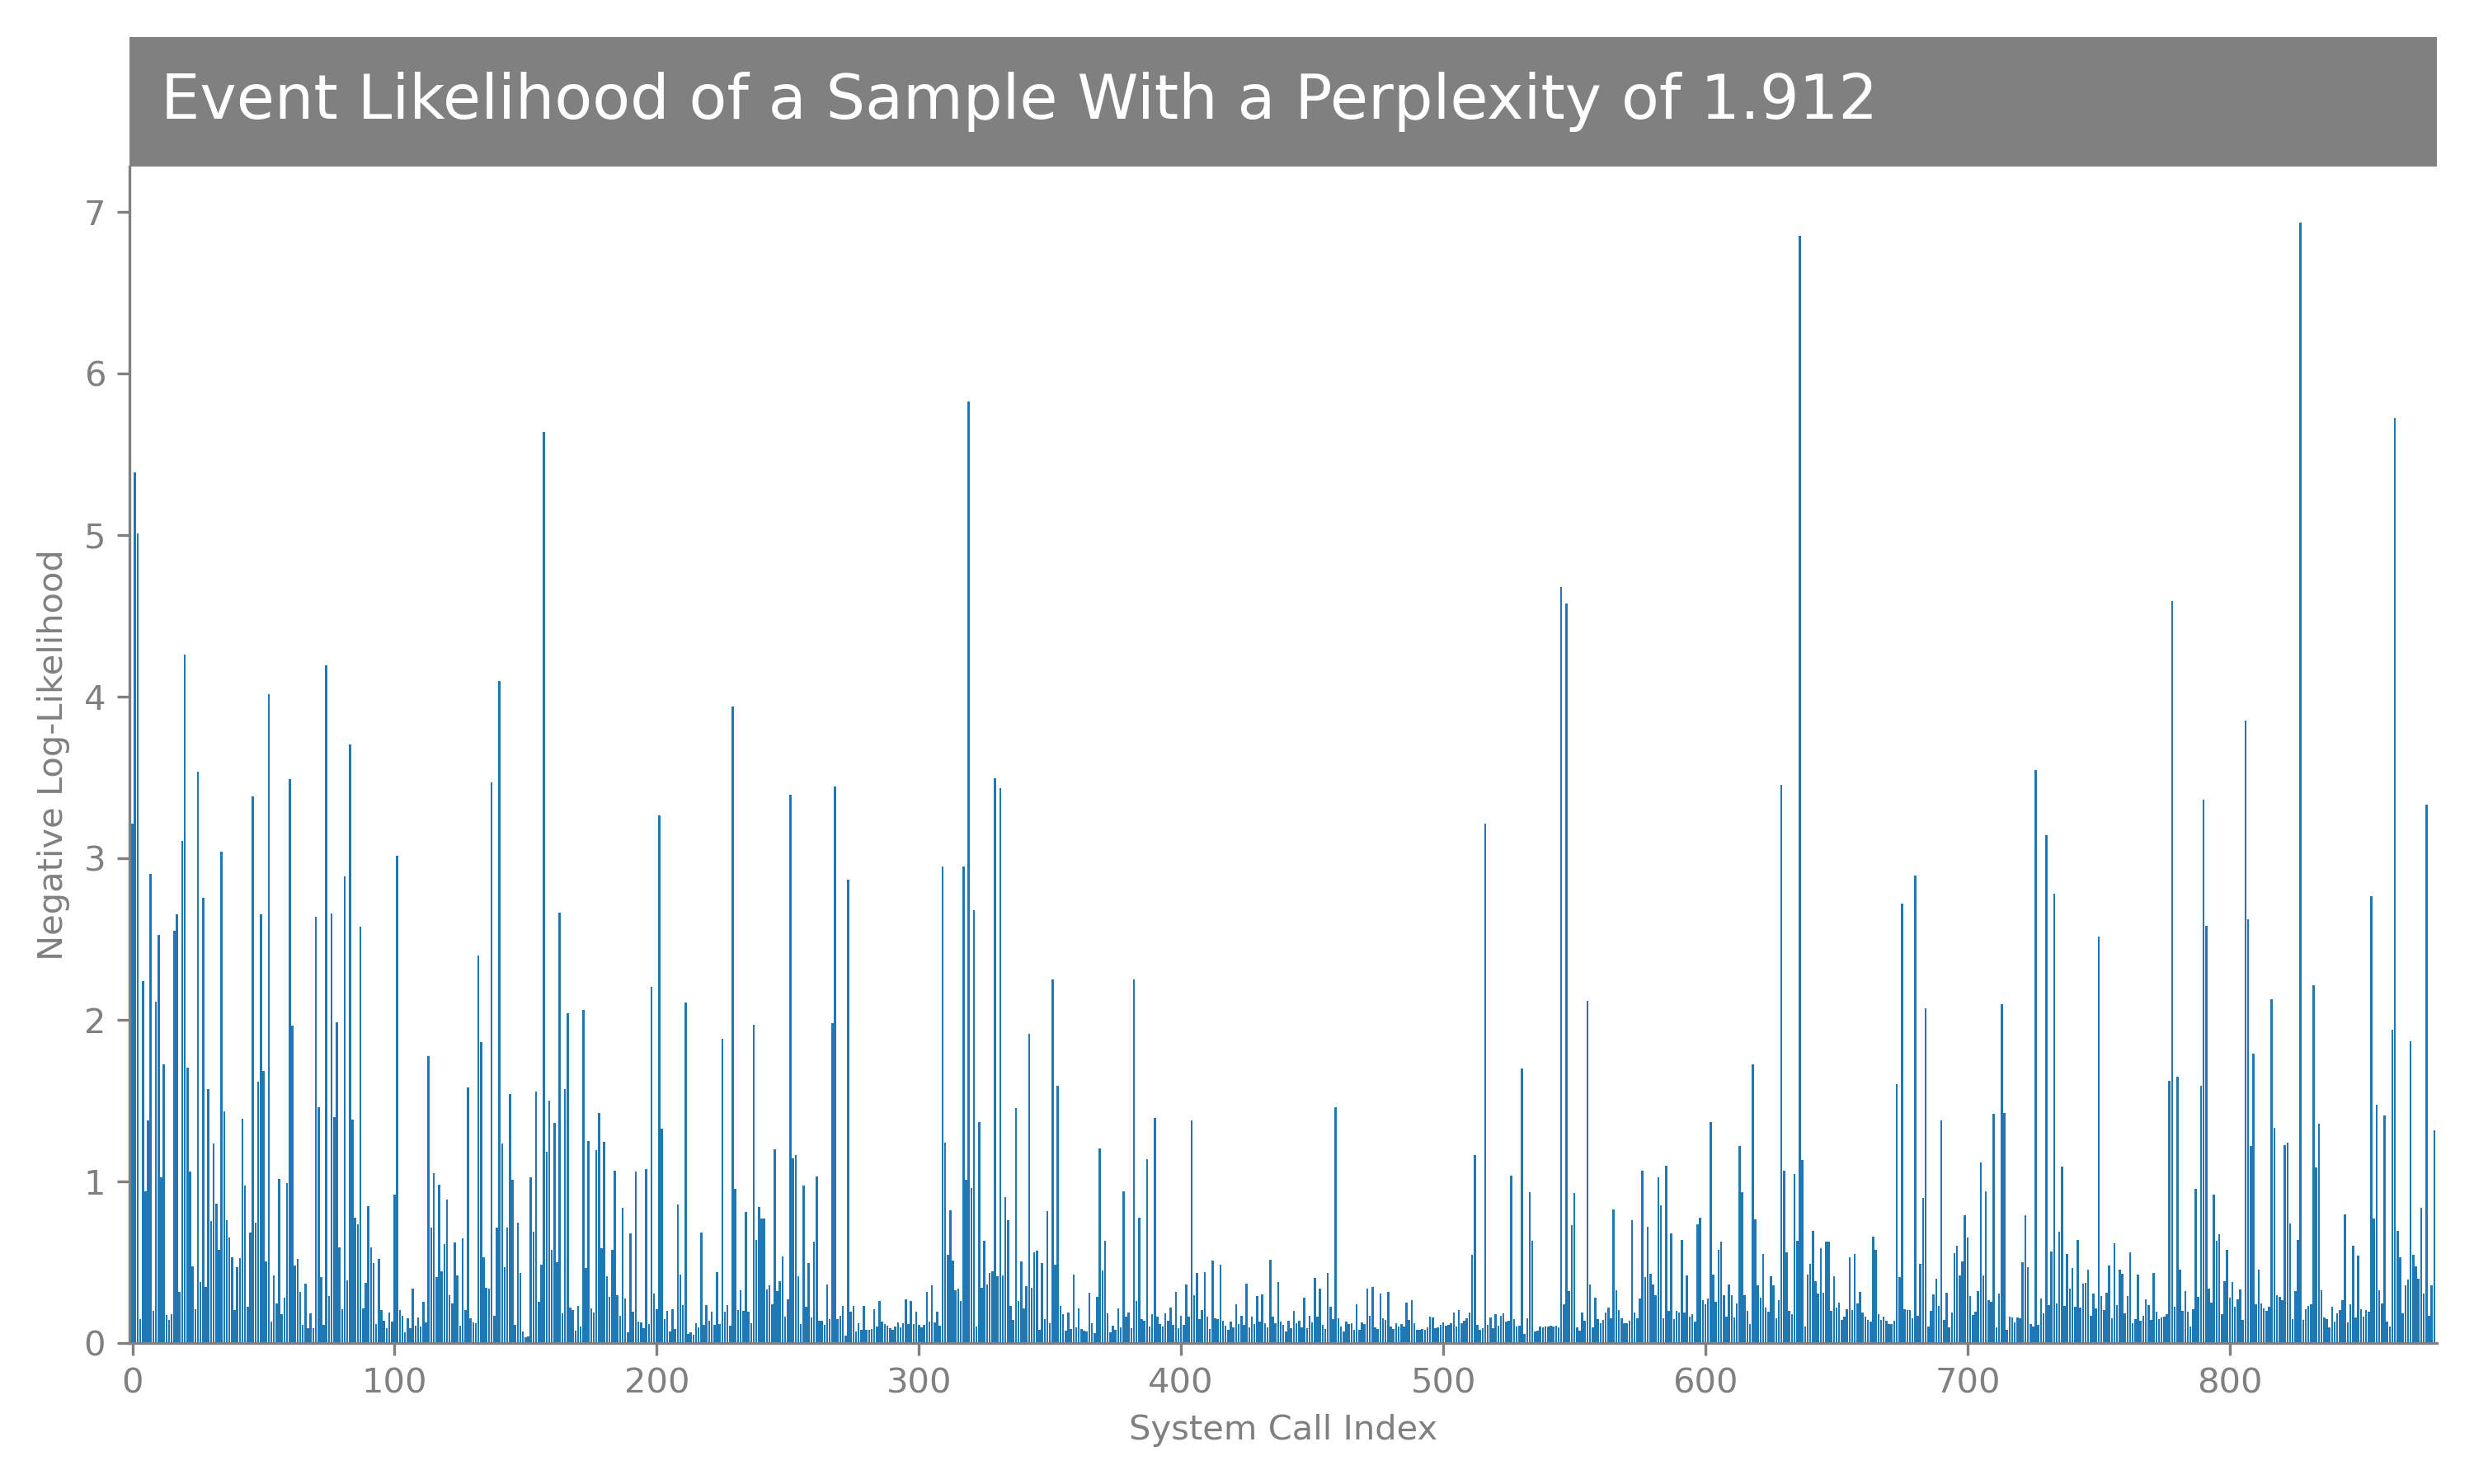 Event Likelihood of a Sample With a Perplexity of 1.912
7
6
5
4
3
2
1
0
Negative Log-Likelihood
0 100 200 300 400 500 600 700 800
System Call Index